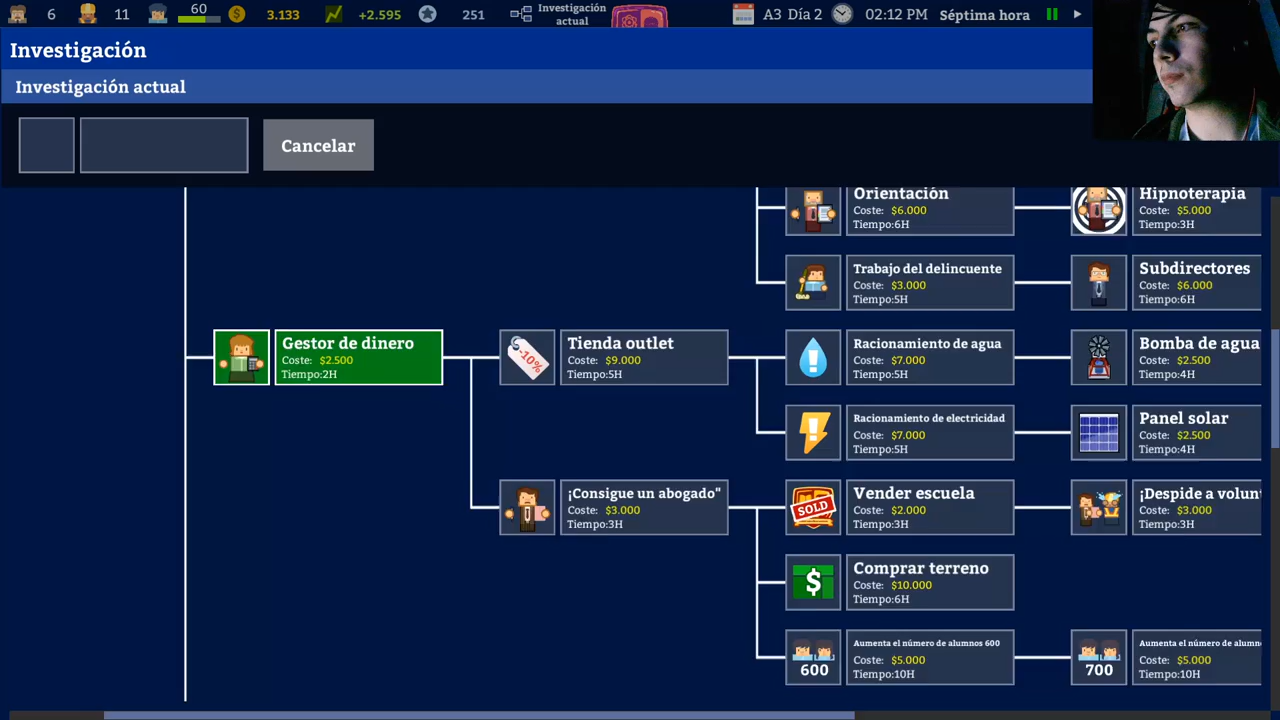 6 11 60 3.133 +2.595 251 Investigación actual A3 Día 2 02:12 PM Séptima hora
Investigación
Investigación actual
Cancelar
Orientación
Coste: $6.000
Tiempo:6H
Hipnoterapia
Coste: $5.000
Tiempo:3H
Trabajo del delincuente
Coste: $3.000
Tiempo:5H
Subdirectores
Coste: $6.000
Tiempo:6H
Gestor de dinero
Coste: $2.500
Tiempo:2H
-10%
Tienda outlet
Coste: $9.000
Tiempo:5H
Racionamiento de agua
Coste: $7.000
Tiempo:5H
Bomba de agua
Coste: $2.500
Tiempo:4H
Racionamiento de electricidad
Coste: $7.000
Tiempo:5H
Panel solar
Coste: $2.500
Tiempo:4H
¡Consigue un abogado"
Coste: $3.000
Tiempo:3H
SOLD
Vender escuela
Coste: $2.000
Tiempo:3H
¡Despide a volun
Coste: $3.000
Tiempo:3H
$
Comprar terreno
Coste: $10.000
Tiempo:6H
600
Aumenta el número de alumnos 600
Coste: $5.000
Tiempo:10H
700
Aumenta el número de alumn
Coste: $5.000
Tiempo:10H